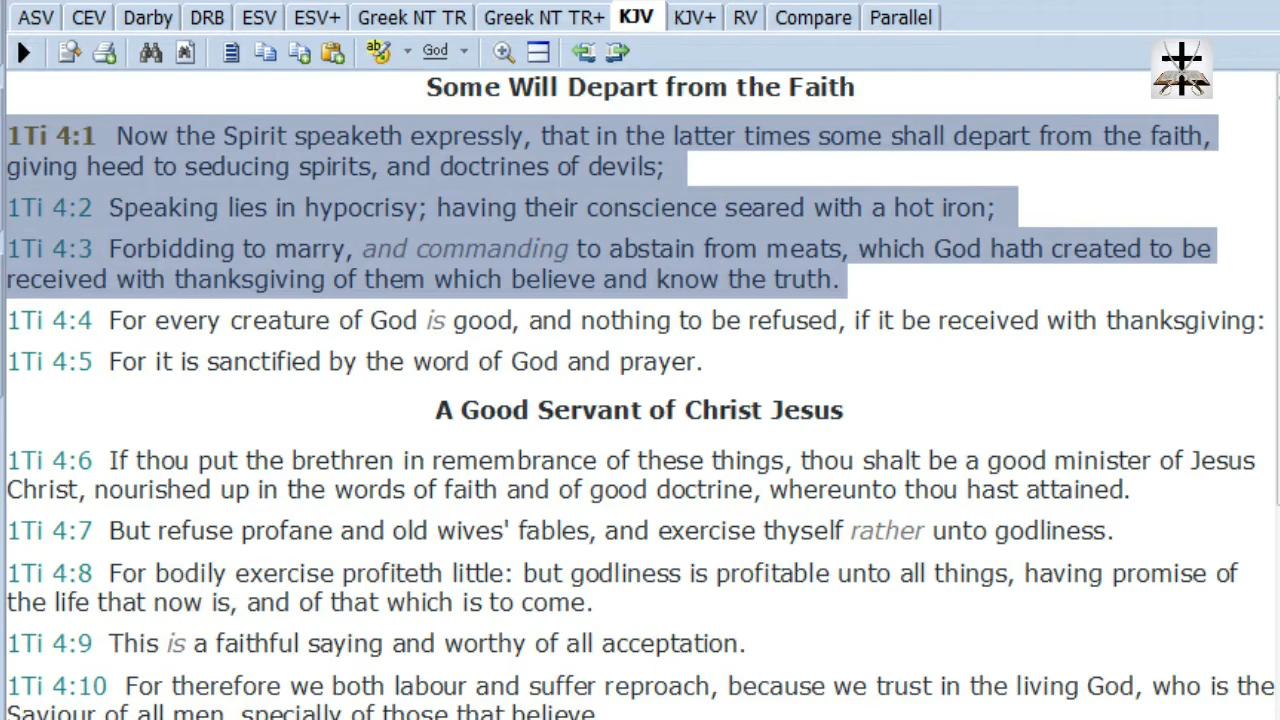 ASV CEV Darby DRB ESV ESV+ Greek NT TR Greek NT TR+ KJV KJV+ RV Compare Parallel
ab God
Some Will Depart from the Faith
1Ti 4:1 Now the Spirit speaketh expressly, that in the latter times some shall depart from the faith,
giving heed to seducing spirits, and doctrines of devils;
1Ti 4:2 Speaking lies in hypocrisy; having their conscience seared with a hot iron;
1Ti 4:3 Forbidding to marry, and commanding to abstain from meats, which God hath created to be
received with thanksgiving of them which believe and know the truth.
1Ti 4:4 For every creature of God is good, and nothing to be refused, if it be received with thanksgiving:
1Ti 4:5 For it is sanctified by the word of God and prayer.
A Good Servant of Christ Jesus
1Ti 4:6 If thou put the brethren in remembrance of these things, thou shalt be a good minister of Jesus
Christ, nourished up in the words of faith and of good doctrine, whereunto thou hast attained.
1Ti 4:7 But refuse profane and old wives' fables, and exercise thyself rather unto godliness.
1Ti 4:8 For bodily exercise profiteth little: but godliness is profitable unto all things, having promise of
the life that now is, and of that which is to come.
1Ti 4:9 This is a faithful saying and worthy of all acceptation.
1Ti 4:10 For therefore we both labour and suffer reproach, because we trust in the living God, who is the
Saviour of all men, specially of those that believe.